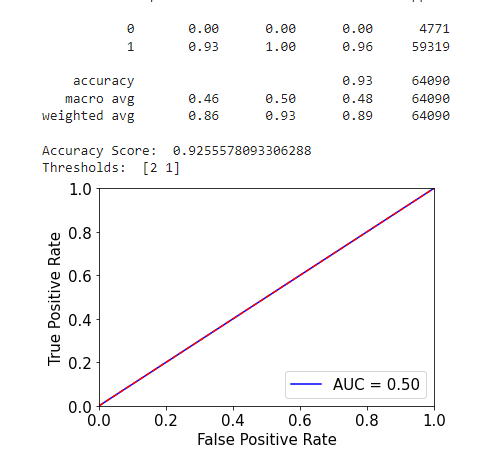 0 0.00 0.00 0.00 4771
1 0.93 1.00 0.96 59319
accuracy 0.93 64090
macro avg 0.46 0.50 0.48 64090
weighted avg 0.86 0.93 0.89 64090
Accuracy Score: 0.9255578093306288
Thresholds: [2 1]
1.0
0.8
0.6
0.4
0.2
0.0
True Positive Rate
AUC = 0.50
0.0 0.2 0.4 0.6 0.8 1.0
False Positive Rate